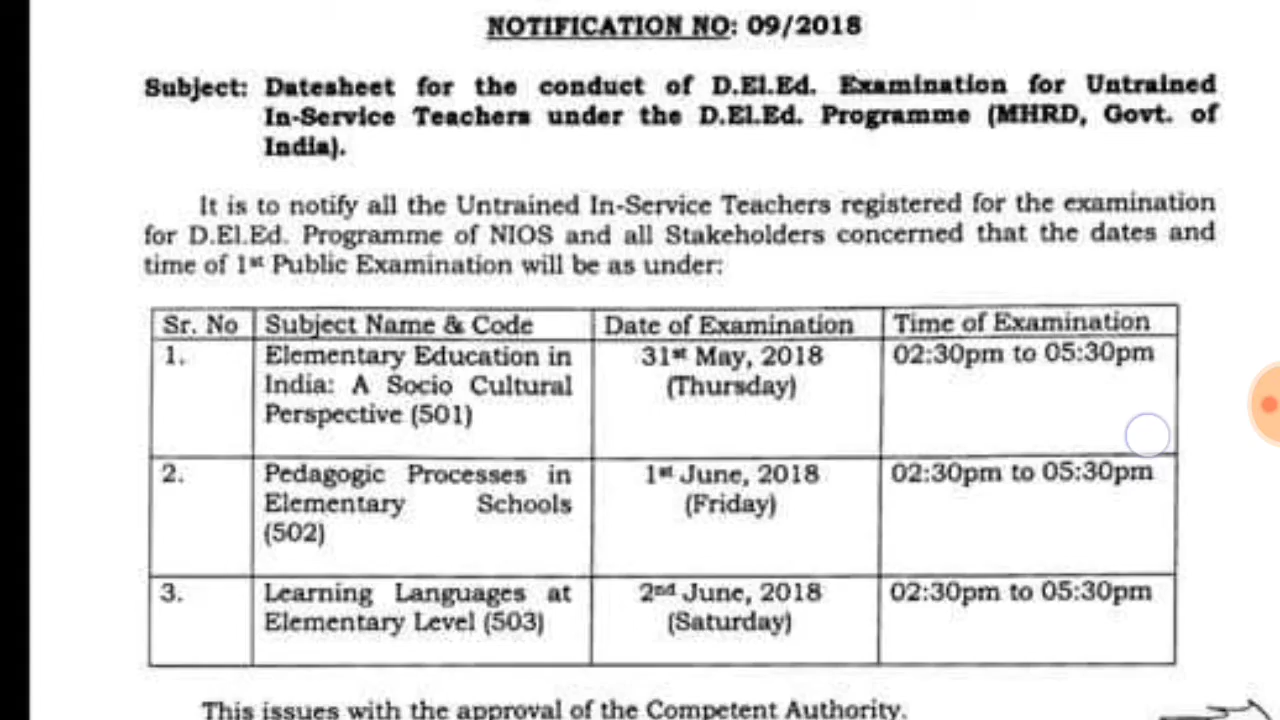 NOTIFICATION NO: 09/2018
Subject: Datesheet for the conduct of D.El.Ed. Examination for Untrained
In-Service Teachers under the D.El.Ed. Programme (MHRD, Govt. of
India).
It is to notify all the Untrained In-Service Teachers registered for the examination
for D.El.Ed. Programme of NIOS and all Stakeholders concerned that the dates and
time of 1st Public Examination will be as under:
Sr. No Subject Name & Code Date of Examination Time of Examination
1. Elementary Education in 31st May, 2018 02:30pm to 05:30pm
India: A Socio Cultural (Thursday)
Perspective (501)
2. Pedagogic Processes in 1st June, 2018 02:30pm to 05:30pm
Elementary Schools (Friday)
(502)
3. Learning Languages at 2nd June, 2018 02:30pm to 05:30pm
Elementary Level (503) (Saturday)
This issues with the approval of the Competent Authority.